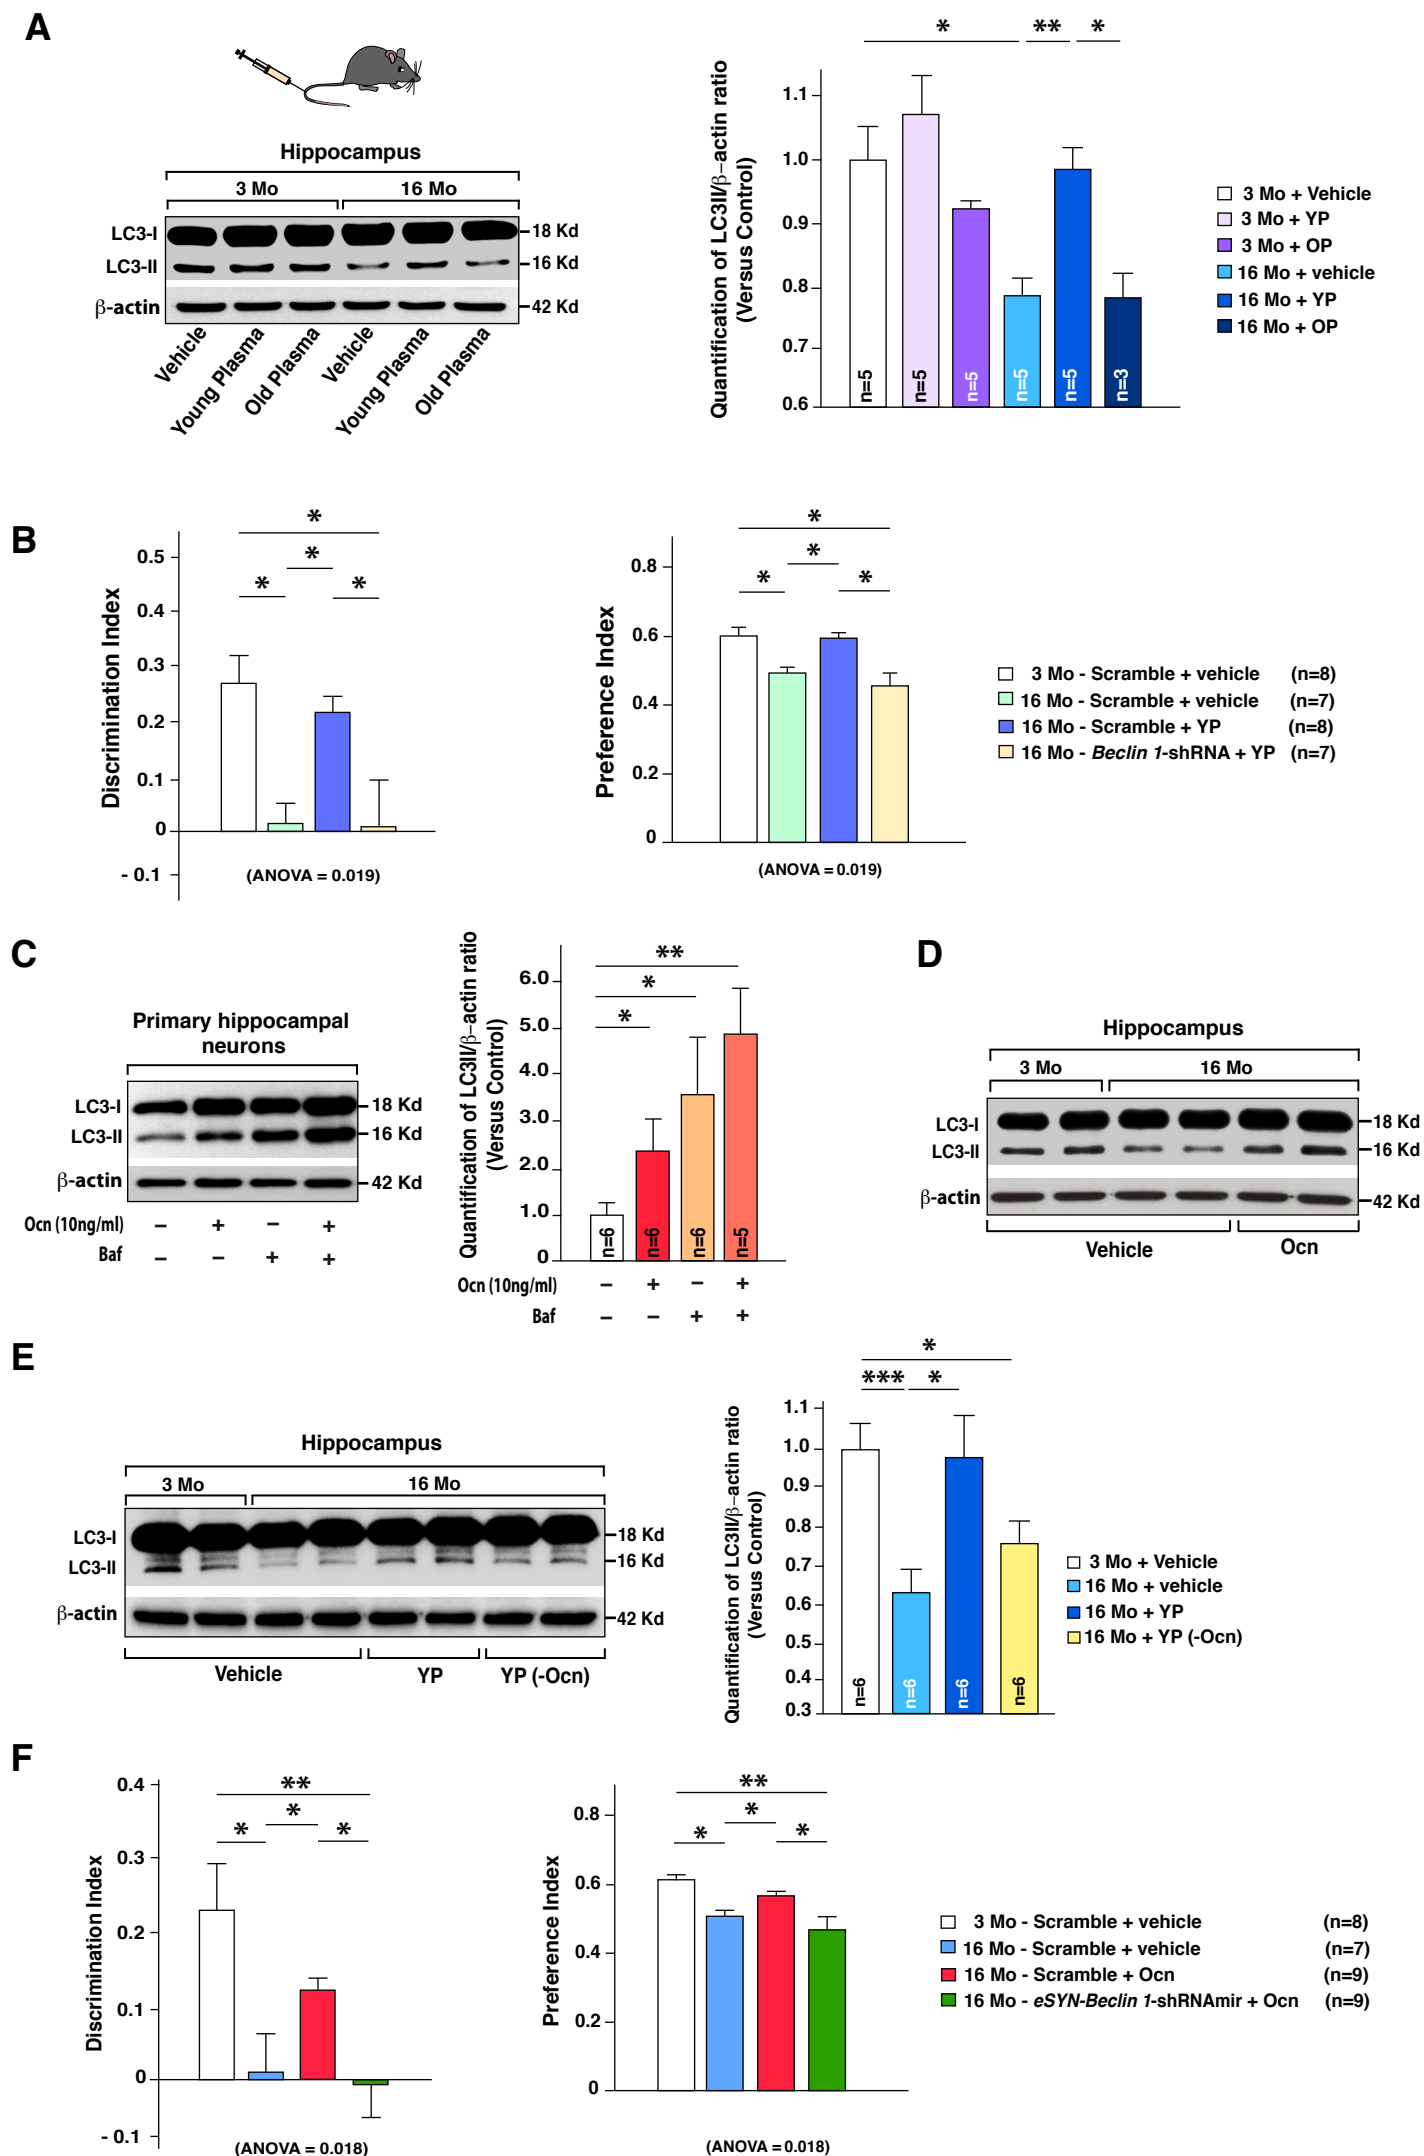 A
Hippocampus
3 Mo 16 Mo
LC3-I
18 Kd
LC3-II
16 Kd
β-actin
42 Kd
Vehicle
Young Plasma
Old Plasma
Vehicle
Young Plasma
Old Plasma
Quantification of LC3II/β-actin ratio
(Versus Control)
* ** *
1.1
1.0
0.9
0.8
0.7
0.6
n=5 n=5 n=5 n=5 n=5 n=3
3 Mo + Vehicle
3 Mo + YP
3 Mo + OP
16 Mo + vehicle
16 Mo + YP
16 Mo + OP
B
Discrimination Index
*
*
* *
0.5
0.4
0.3
0.2
0.1
0
- 0.1
(ANOVA = 0.019)
Preference Index
*
*
* *
0.8
0.6
0.4
0.2
0
(ANOVA = 0.019)
3 Mo - Scramble + vehicle (n=8)
16 Mo - Scramble + vehicle (n=7)
16 Mo - Scramble + YP (n=8)
16 Mo - Beclin 1-shRNA + YP (n=7)
C
Primary hippocampal
neurons
LC3-I
18 Kd
LC3-II
16 Kd
β-actin
42 Kd
Ocn (10ng/ml) – + – +
Baf – – + +
Quantification of LC3II/β-actin ratio
(Versus Control)
**
*
*
6.0
5.0
4.0
3.0
2.0
1.0
0
n=6 n=6 n=6 n=5
Ocn (10ng/ml) – + – +
Baf – – + +
D
Hippocampus
3 Mo 16 Mo
LC3-I
18 Kd
LC3-II
16 Kd
β-actin
42 Kd
Vehicle Ocn
E
Hippocampus
3 Mo 16 Mo
LC3-I
18 Kd
LC3-II
16 Kd
β-actin
42 Kd
Vehicle YP YP (-Ocn)
Quantification of LC3II/β-actin ratio
(Versus Control)
*
*** *
1.1
1.0
0.9
0.8
0.7
0.6
0.5
0.4
0.3
n=6 n=6 n=6 n=6
3 Mo + Vehicle
16 Mo + vehicle
16 Mo + YP
16 Mo + YP (-Ocn)
F
Discrimination Index
**
*
* *
0.4
0.3
0.2
0.1
0
- 0.1
(ANOVA = 0.018)
Preference Index
**
*
* *
0.8
0.6
0.4
0.2
0
(ANOVA = 0.018)
3 Mo - Scramble + vehicle (n=8)
16 Mo - Scramble + vehicle (n=7)
16 Mo - Scramble + Ocn (n=9)
16 Mo - eSYN-Beclin 1-shRNAmir + Ocn (n=9)